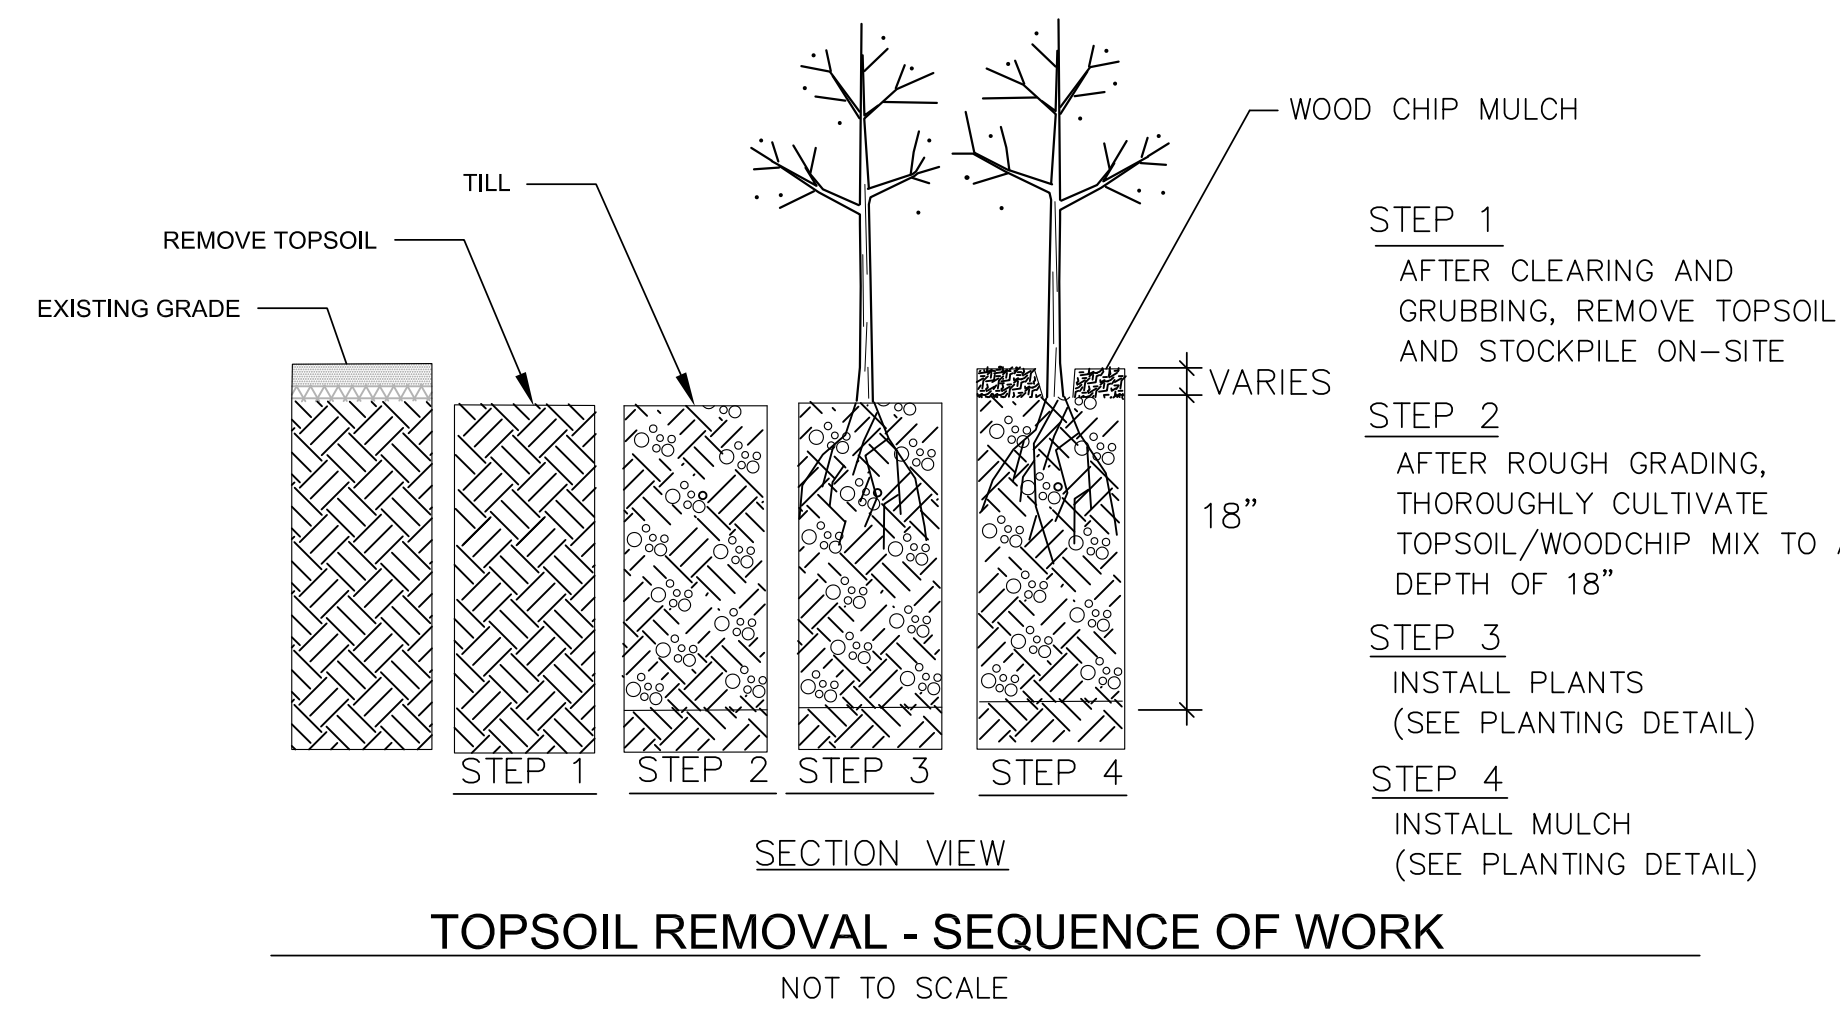 WOOD CHIP MULCH
TILL
REMOVE TOPSOIL
EXISTING GRADE
VARIES
18”
STEP 1
STEP 2
STEP 3
STEP 4
STEP 1
AFTER CLEARING AND
GRUBBING, REMOVE TOPSOIL
AND STOCKPILE ON-SITE
STEP 2
AFTER ROUGH GRADING,
THOROUGHLY CULTIVATE
TOPSOIL/WOODCHIP MIX TO
DEPTH OF 18”
STEP 3
INSTALL PLANTS
(SEE PLANTING DETAIL)
STEP 4
INSTALL MULCH
(SEE PLANTING DETAIL)
SECTION VIEW
TOPSOIL REMOVAL - SEQUENCE OF WORK
NOT TO SCALE